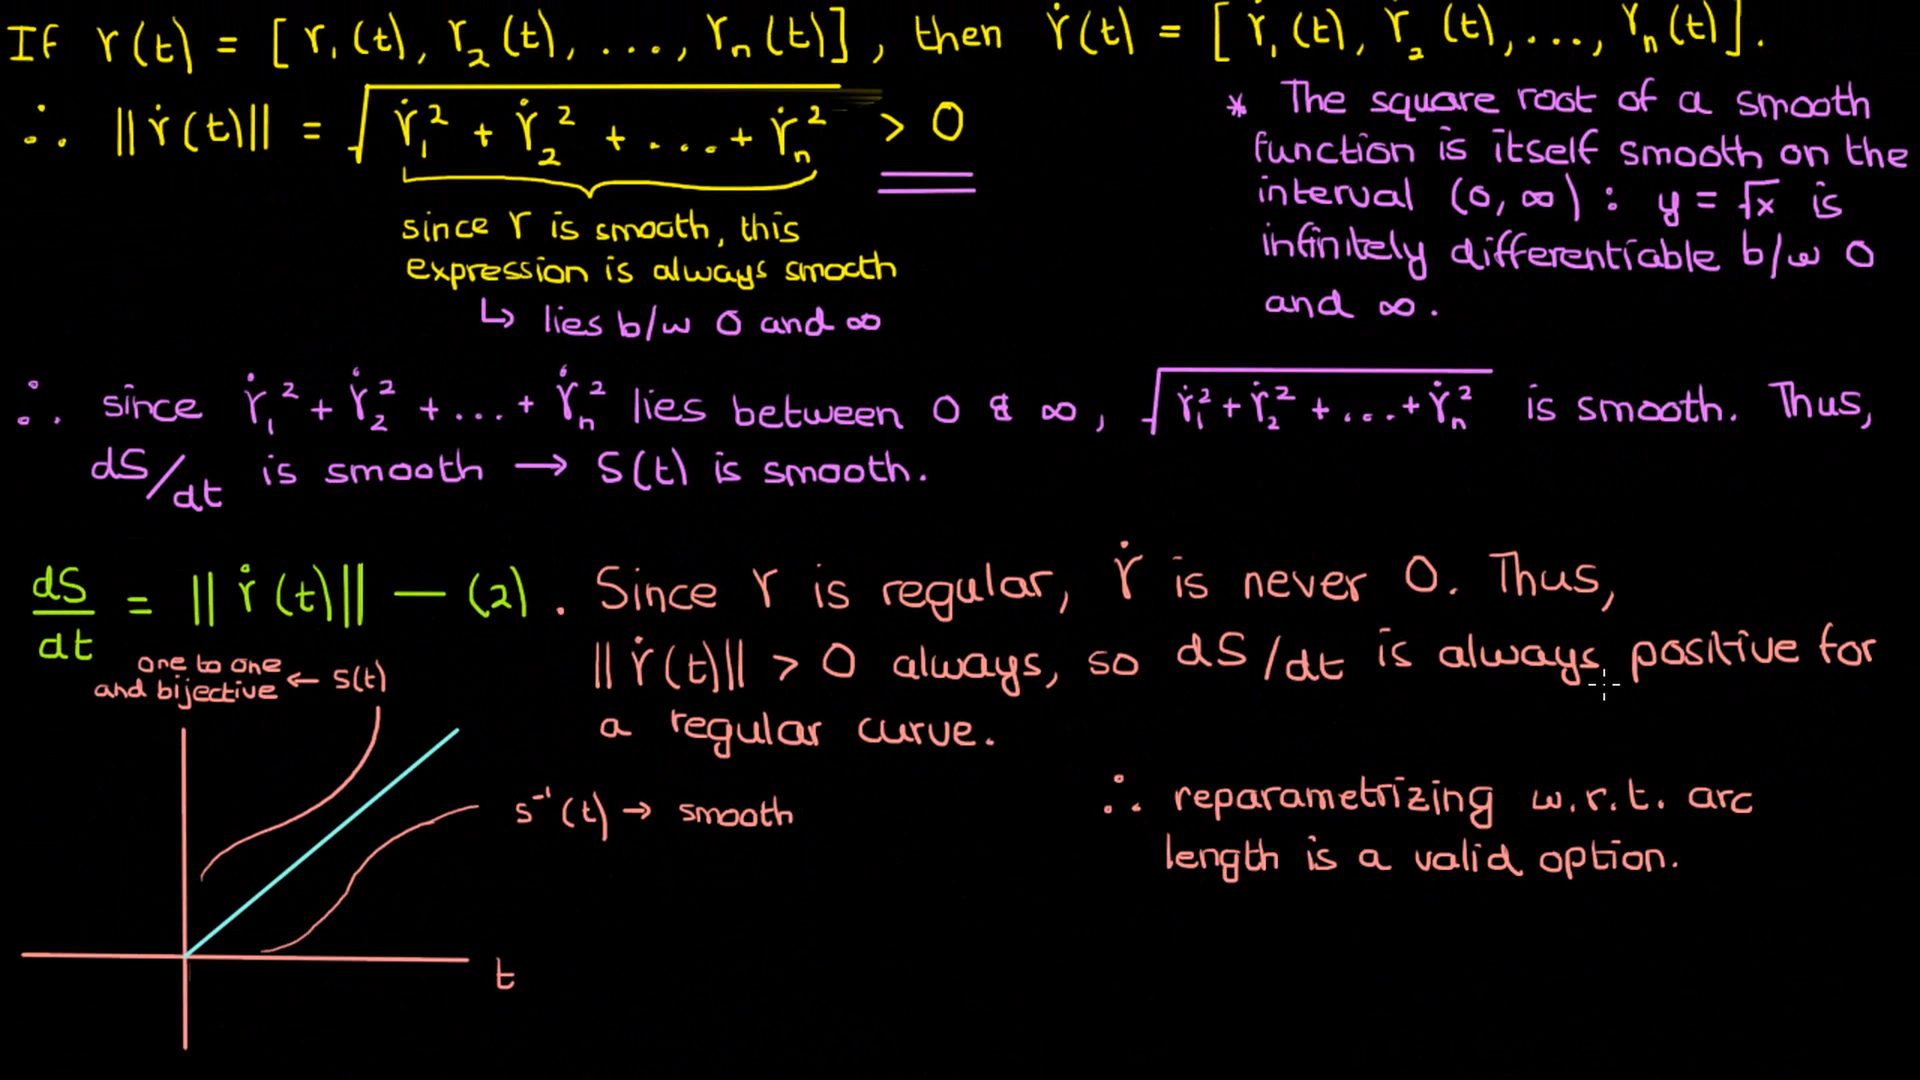 If r(t) = [r₁(t), r₂(t), ..., rₙ(t)], then ṙ(t) = [ṙ₁(t), ṙ₂(t), ..., ṙₙ(t)].
∴ ||ṙ(t)|| = √(ṙ₁² + ṙ₂² + ... + ṙₙ²) > 0
since r is smooth, this
expression is always smooth
↳ lies b/w 0 and ∞
* The square root of a smooth
function is itself smooth on the
interval (0, ∞) : y = √x is
infinitely differentiable b/w 0
and ∞.
∴ since ṙ₁² + ṙ₂² + ... + ṙₙ² lies between 0 & ∞, √(ṙ₁² + ṙ₂² + ... + ṙₙ²) is smooth. Thus,
dS/dt is smooth → S(t) is smooth.
dS/dt = ||ṙ(t)|| — (2). Since r is regular, ṙ is never 0. Thus,
||ṙ(t)|| > 0 always, so dS/dt is always positive for
a regular curve.
one to one
and bijective ← S(t)
s⁻¹(t) → smooth
t
∴ reparametrizing w.r.t. arc
length is a valid option.